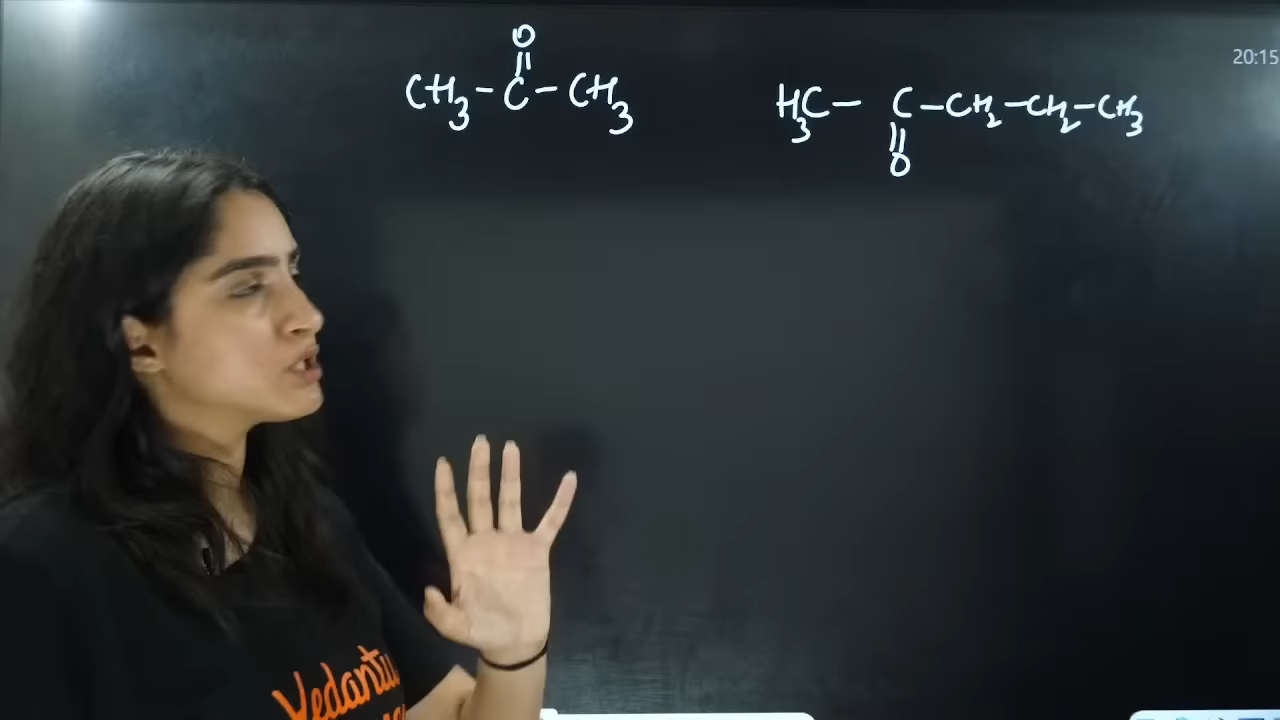 O
||
CH3-C-CH3
H3C-C-CH2-CH2-CH3
||
O
20:15
Vedantu